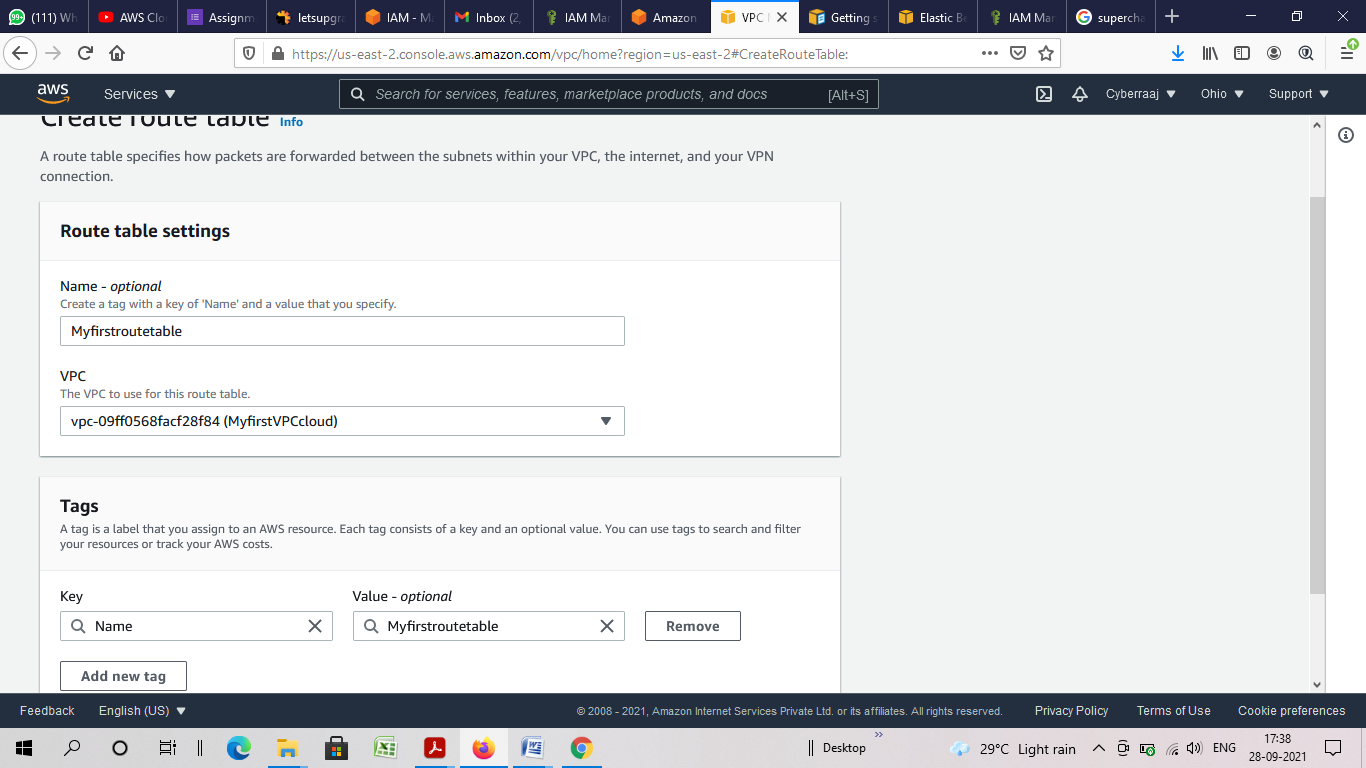 (111) Wh
AWS Clo
Assignm
letsupgra
IAM - Ma
Inbox (2,
IAM Man
Amazon
VPC M
Getting s
Elastic Be
IAM Man
supercha
https://us-east-2.console.aws.amazon.com/vpc/home?region=us-east-2#CreateRouteTable:
aws
Services
Search for services, features, marketplace products, and docs
[Alt+S]
Cyberraaj
Ohio
Support
Create route table Info
A route table specifies how packets are forwarded between the subnets within your VPC, the internet, and your VPN
connection.
Route table settings
Name - optional
Create a tag with a key of 'Name' and a value that you specify.
Myfirstroutetable
VPC
The VPC to use for this route table.
vpc-09ff0568facf28f84 (MyfirstVPCcloud)
Tags
A tag is a label that you assign to an AWS resource. Each tag consists of a key and an optional value. You can use tags to search and filter
your resources or track your AWS costs.
Key
Value - optional
Name
Myfirstroutetable
Remove
Add new tag
Feedback
English (US)
© 2008 - 2021, Amazon Internet Services Private Ltd. or its affiliates. All rights reserved.
Privacy Policy
Terms of Use
Cookie preferences
Desktop
29°C Light rain
ENG
17:38
28-09-2021